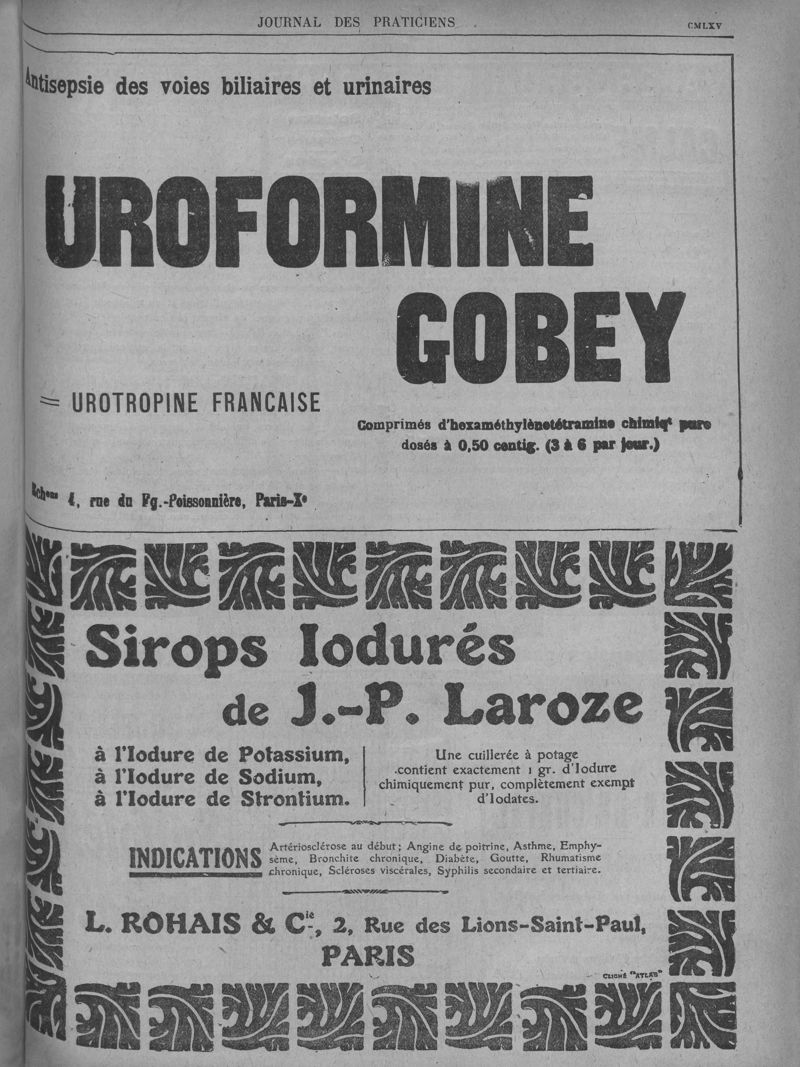 JOURNAL DES PRATICIENS
CMLXV
Antisepsie des voies biliaires et urinaires
UROFORMINE
GOBEY
= UROTROPINE FRANCAISE
Comprimés d'hexaméthylènetétramine chimiqt pure
dosés à 0,50 centig. (3 à 6 par jour.)
Echons 4, rue du Fg.-Poissonnière, Paris-Xe
Sirops Iodurés
de J.-P. Laroze
à l'Iodure de Potassium,
à l'Iodure de Sodium,
à l'Iodure de Strontium.
Une cuillerée à potage
contient exactement 1 gr. d'Iodure
chimiquement pur, complètement exempt
d'Iodates.
INDICATIONS
Artériosclérose au début; Angine de poitrine, Asthme, Emphy-
sème, Bronchite chronique, Diabète, Goutte, Rhumatisme
chronique, Scléroses viscérales, Syphilis secondaire et tertiaire.
L. ROHAIS & Cie, 2, Rue des Lions-Saint-Paul,
PARIS
CLICHÉ "ATLAS"